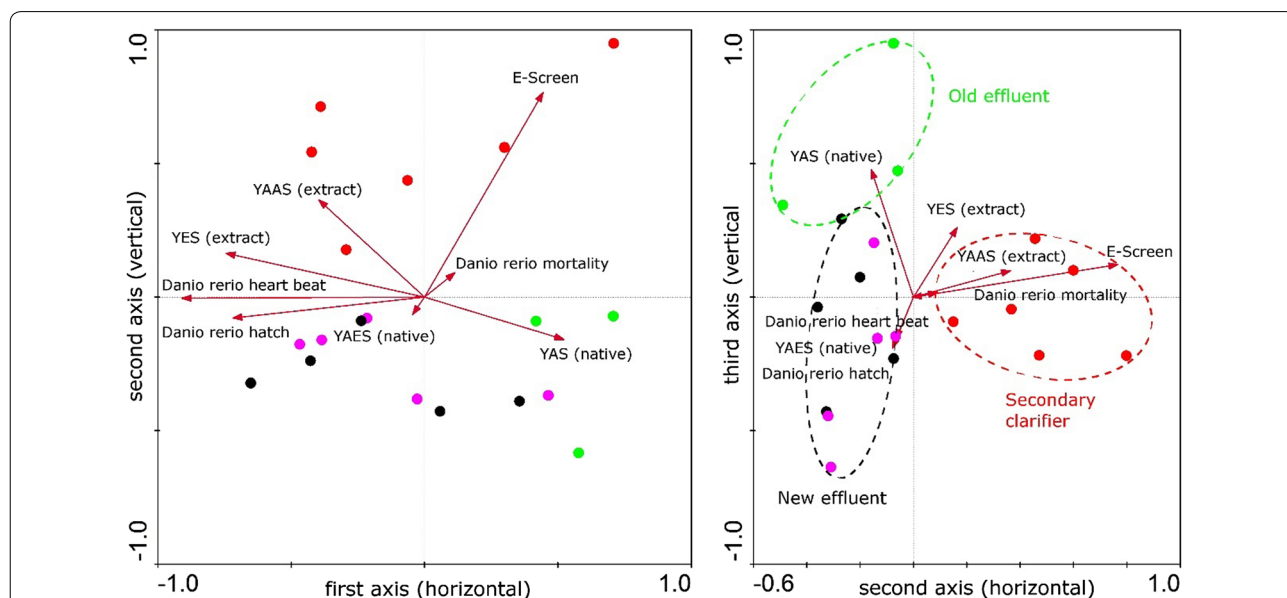 1.0
E-Screen
YAAS (extract)
YES (extract)
Danio rerio mortality
Danio rerio heart beat
Danio rerio hatch
YAES (native)
YAS (native)
second axis (vertical)
-1.0
-1.0
first axis (horizontal)
1.0
1.0
Old effluent
YAS (native)
YES (extract)
E-Screen
YAAS (extract)
Danio rerio mortality
Danio rerio heart beat
YAES (native)
Danio rerio hatch
Secondary
clarifier
New effluent
third axis (vertical)
-1.0
-0.6
second axis (horizontal)
1.0